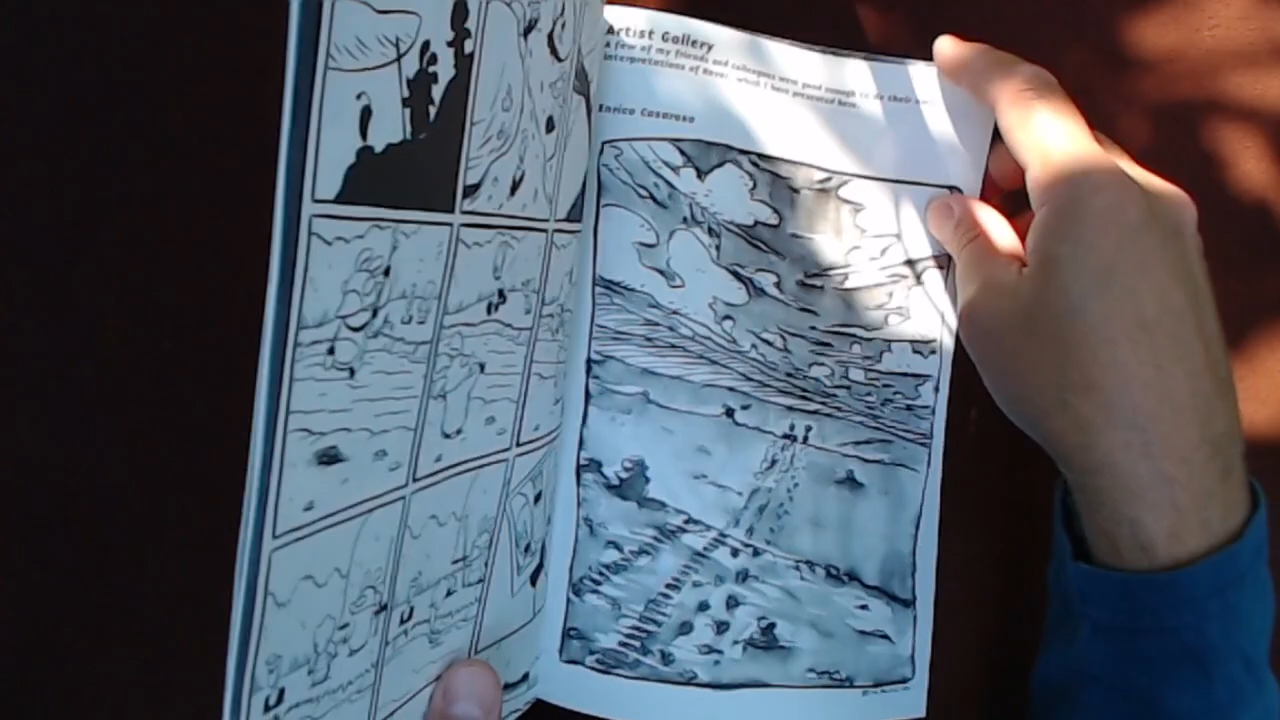 Artist Gallery
A few of my friends and colleagues were good enough to do their own
interpretations of Rover which I have presented here.
Enrico Casarosa